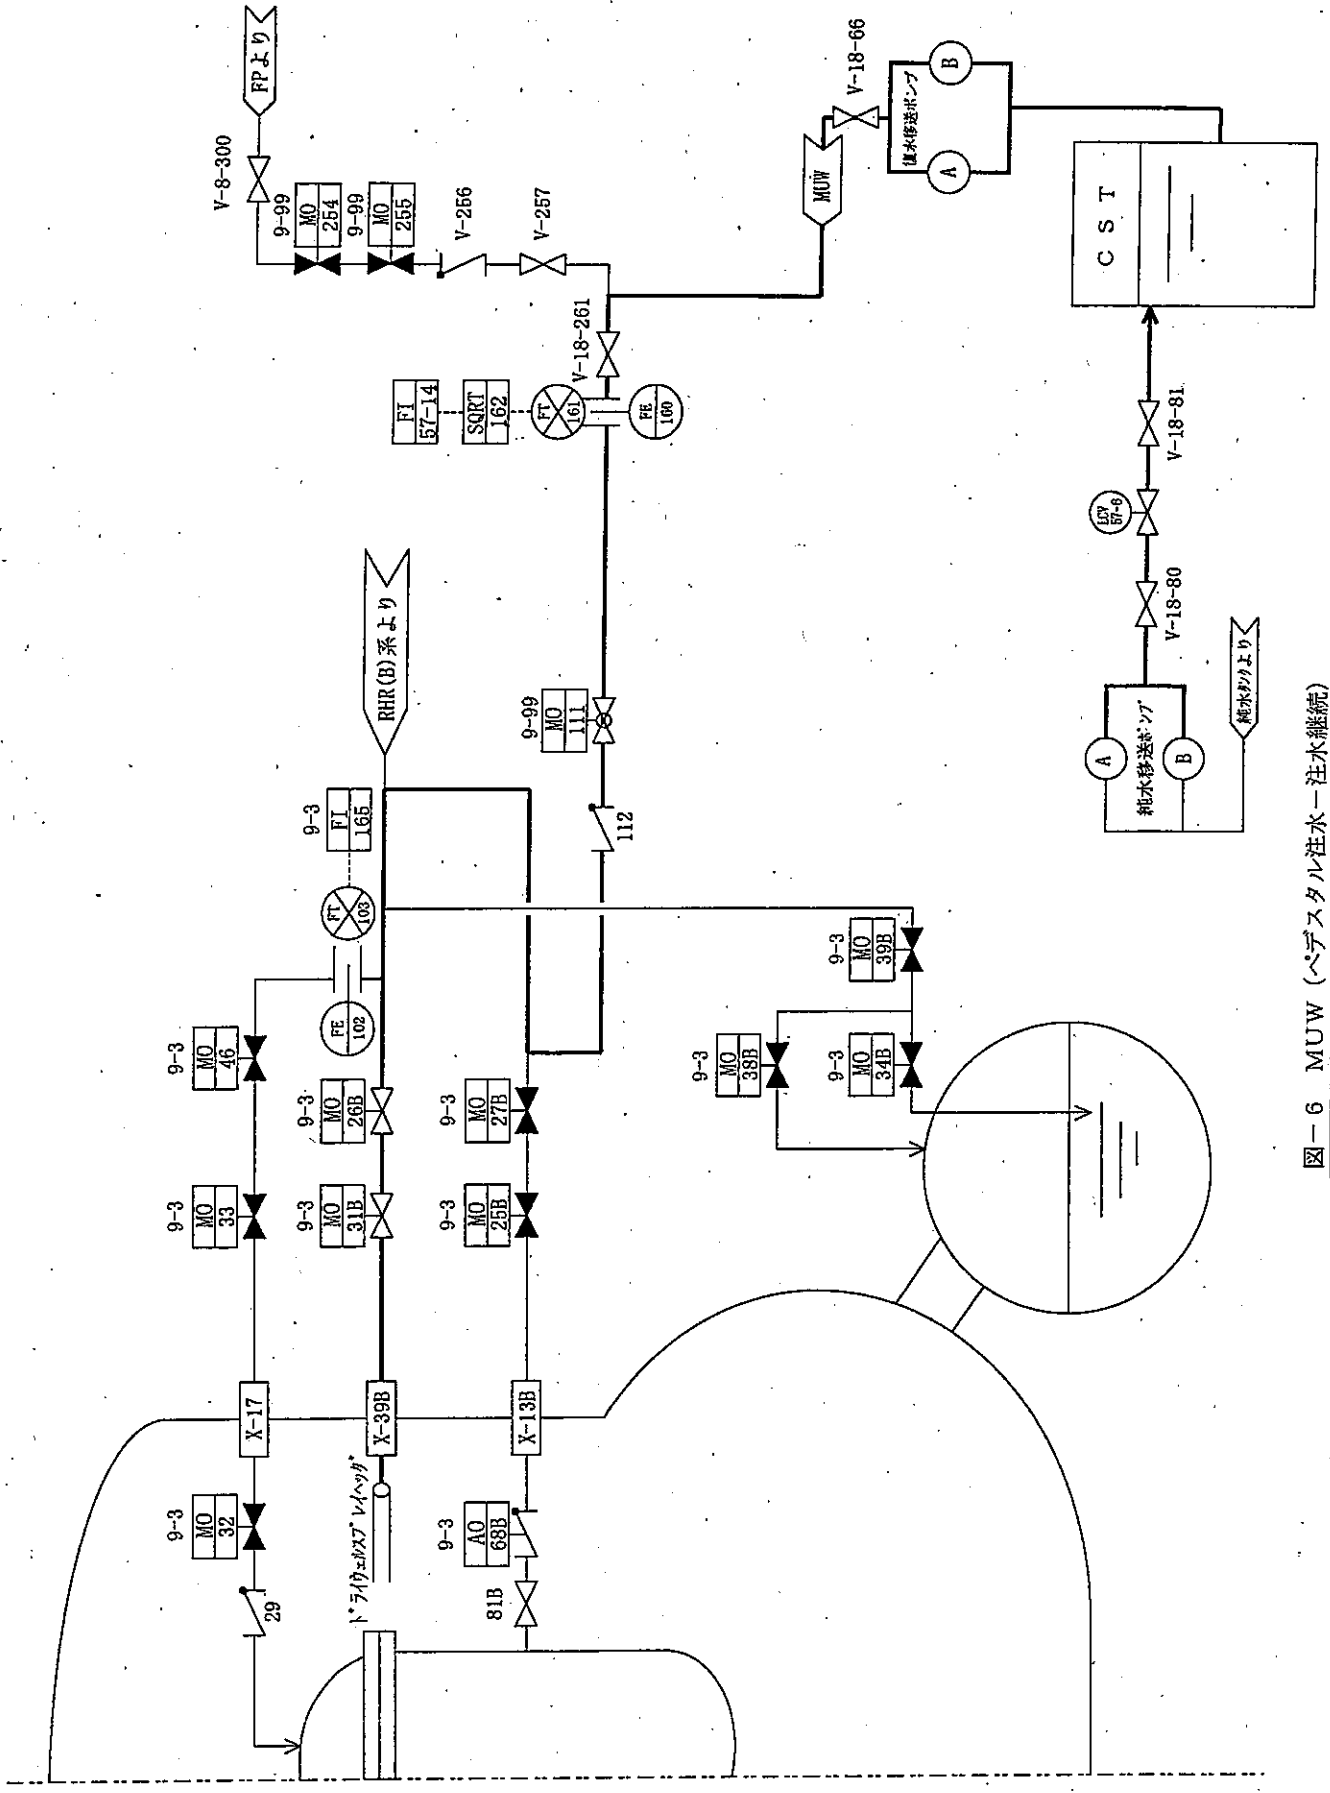 FPより
V-8-300
9-99
MO
254
9-99
MO
255
V-256
V-257
V-18-261
FI
57-14
SQRT
162
FT
161
FE
160
MUW
V-18-66
復水移送ポンプ
A
B
CST
V-18-81
LCV
57-6
V-18-80
純水移送ポンプ
A
B
純水タンクより
RHR(B)系より
9-99
MO
111
112
9-3
FI
165
FT
103
FE
102
9-3
MO
46
9-3
MO
33
X-17
9-3
MO
32
29
9-3
MO
26B
9-3
MO
31B
X-39B
ドライウェルスプレイヘッダ
9-3
MO
27B
9-3
MO
25B
X-13B
9-3
AO
68B
81B
9-3
MO
39B
9-3
MO
38B
9-3
MO
34B
図-6 MUW (ペデスタル注水-注水継続)